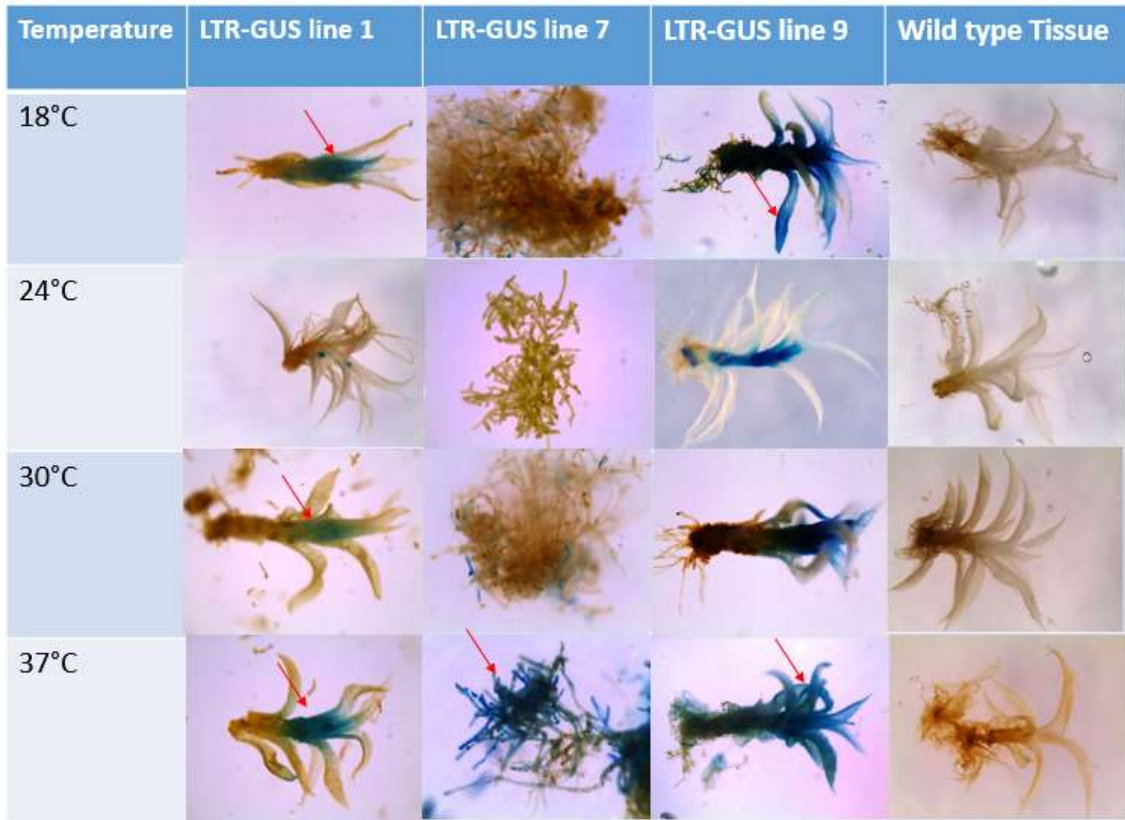 Temperature LTR-GUS line 1 LTR-GUS line 7 LTR-GUS line 9 Wild type Tissue
18°C
24°C
30°C
37°C